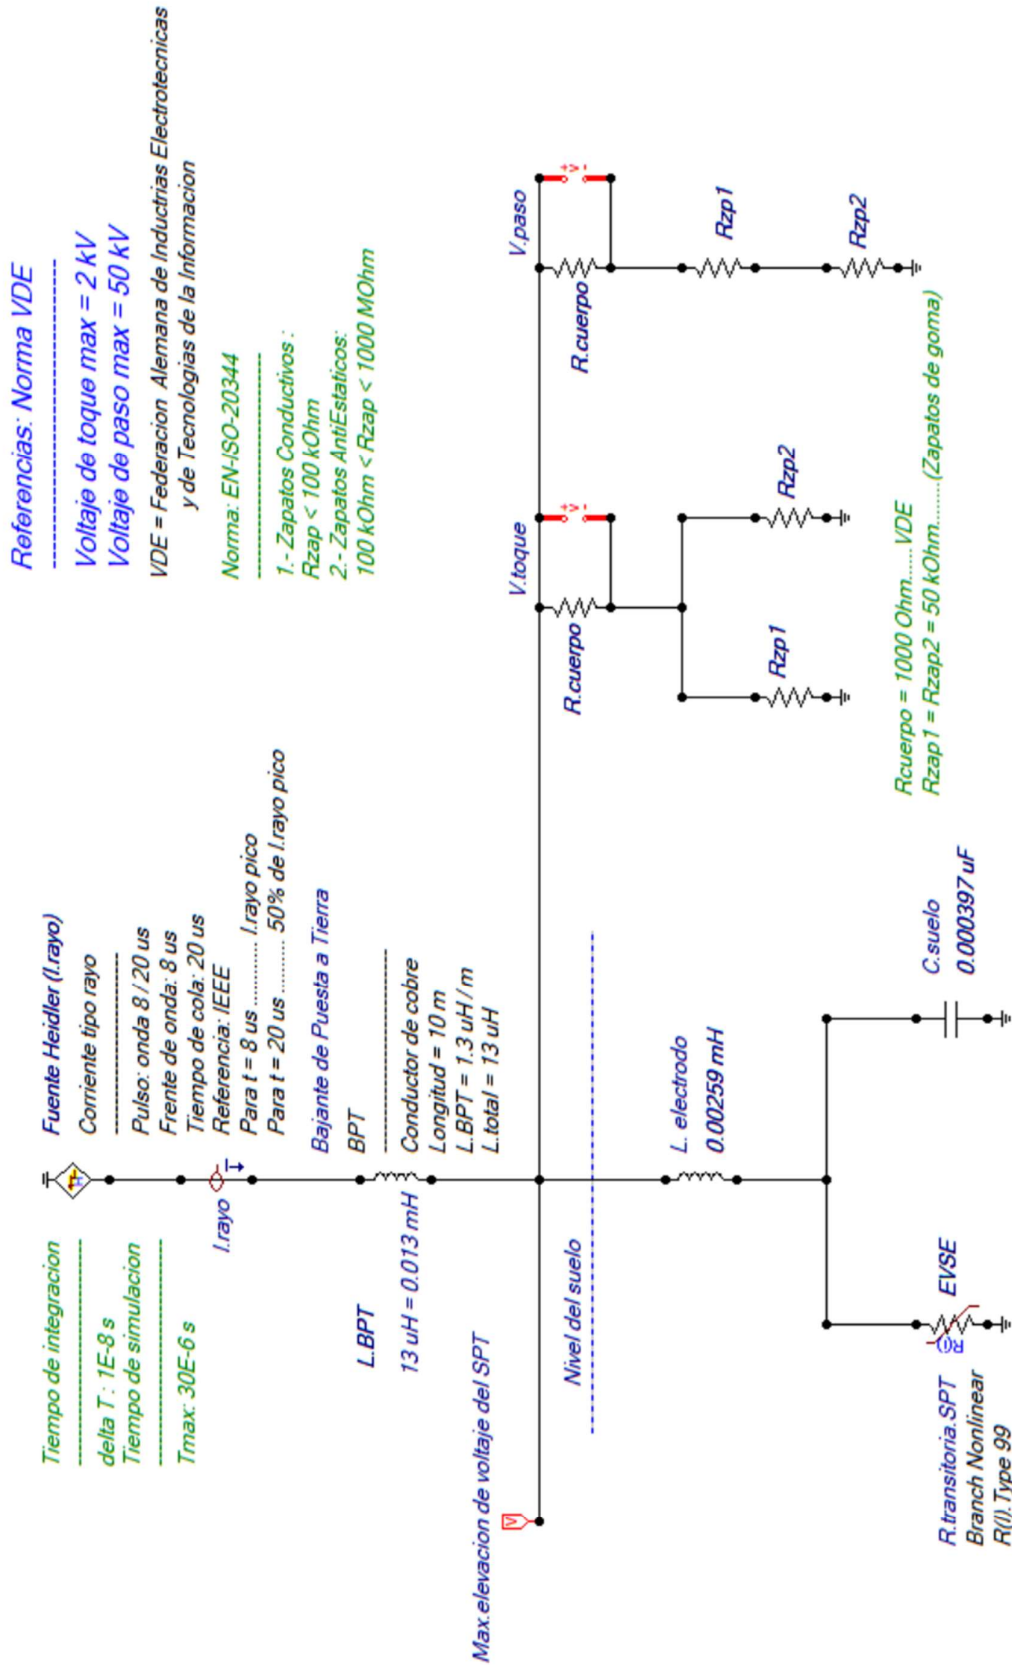 Referencias: Norma VDE
Voltaje de toque max = 2 kV
Voltaje de paso max = 50 kV
VDE = Federacion Alemana de Inductrias Electrotecnicas
y de Tecnologias de la Informacion
Norma: EN-ISO-20344
1.- Zapatos Conductivos :
Rzap < 100 kOhm
2.- Zapatos AntiEstaticos:
100 kOhm < Rzap < 1000 MOhm
Tiempo de integracion
delta T : 1E-8 s
Tiempo de simulacion
Tmax: 30E-6 s
Fuente Heidler (I.rayo)
Corriente tipo rayo
Pulso: onda 8 / 20 us
Frente de onda: 8 us
Tiempo de cola: 20 us
Referencia: IEEE
Para t = 8 us .......... I.rayo pico
Para t = 20 us ........ 50% de I.rayo pico
H
I.rayo
Bajante de Puesta a Tierra
BPT
Conductor de cobre
Longitud = 10 m
L.BPT = 1.3 uH / m
L.total = 13 uH
L.BPT
13 uH = 0.013 mH
Max.elevacion de voltaje del SPT
V
Nivel del suelo
V.toque
+
V
-
R.cuerpo
Rzp1
Rzp2
V.paso
+
V
-
R.cuerpo
Rzp1
Rzp2
L. electrodo
0.00259 mH
Rcuerpo = 1000 Ohm......VDE
Rzap1 = Rzap2 = 50 kOhm.......(Zapatos de goma)
R.transitoria.SPT
Branch Nonlinear
R(I).Type 99
R(i)
EVSE
C.suelo
0.000397 uF